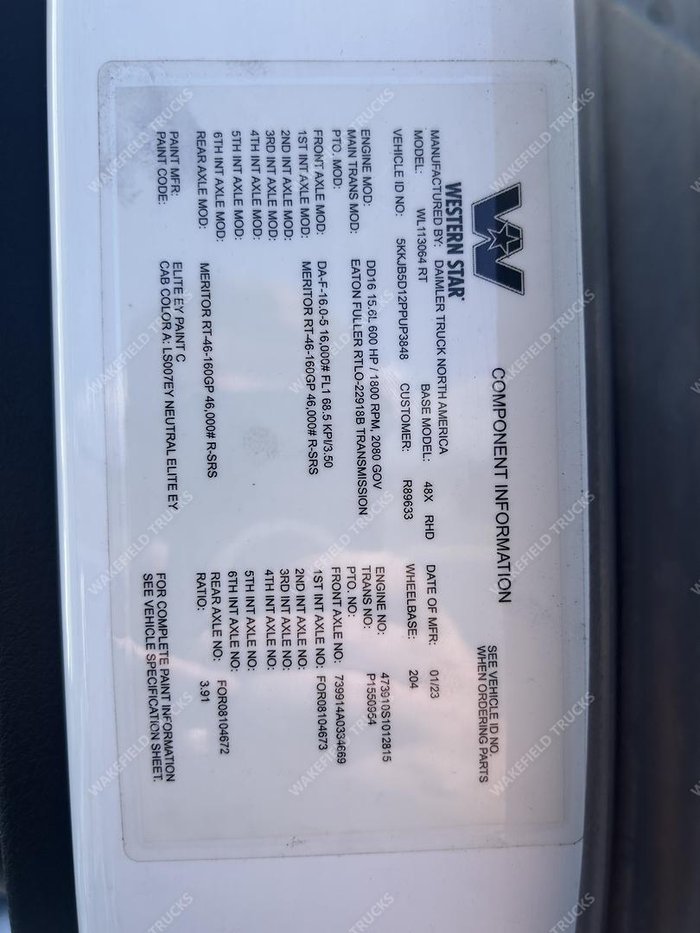 COMPONENT INFORMATION
WESTERN STAR
SEE VEHICLE ID NO.
WHEN ORDERING PARTS
MANUFACTURED BY: DAIMLER TRUCK NORTH AMERICA DATE OF MFR: 01/23
MODEL: WL113064 RT BASE MODEL: 48X RHD WHEELBASE: 204
VEHICLE ID NO: 5KKJB5D12PPUP3848 CUSTOMER: R89633
ENGINE MOD: DD16 15.6L 600 HP / 1800 RPM, 2080 GOV ENGINE NO: 473910S1012815
MAIN TRANS MOD: EATON FULLER RTLO-22918B TRANSMISSION TRANS NO: P1550954
PTO. MOD: PTO. NO:
FRONT AXLE MOD: DA-F-16.0-5 16,000# FL1 68.5 KPI/3.50 FRONT AXLE NO: 739914A0334669
1ST INT AXLE MOD: MERITOR RT-46-160GP 46,000# R-SRS 1ST INT AXLE NO: FOR08104673
2ND INT AXLE MOD: 2ND INT AXLE NO:
3RD INT AXLE MOD: 3RD INT AXLE NO:
4TH INT AXLE MOD: 4TH INT AXLE NO:
5TH INT AXLE MOD: 5TH INT AXLE NO:
6TH INT AXLE MOD: 6TH INT AXLE NO:
REAR AXLE MOD: MERITOR RT-46-160GP 46,000# R-SRS REAR AXLE NO: FOR08104672
RATIO: 3.91
PAINT MFR: ELITE EY PAINT C FOR COMPLETE PAINT INFORMATION
PAINT CODE: CAB COLOR A: LS007EY NEUTRAL ELITE EY SEE VEHICLE SPECIFICATION SHEET.
WAKEFIELD TRUCKS